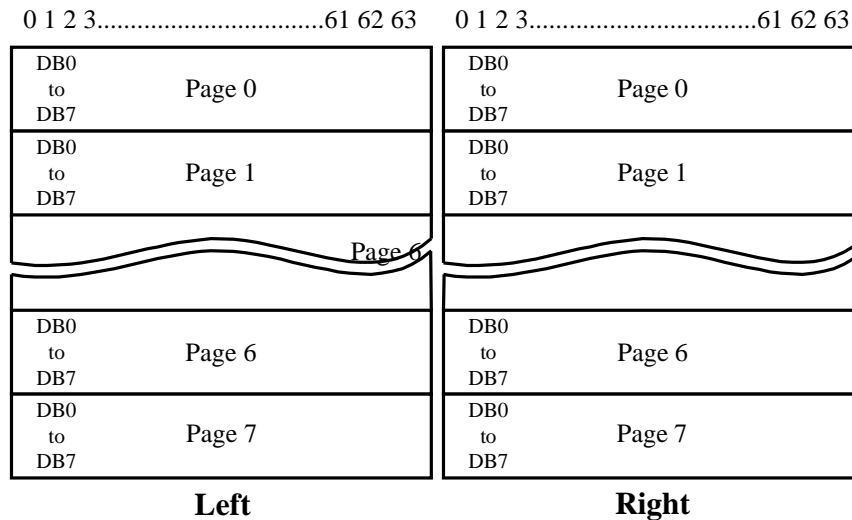 0 1 2 3..................................61 62 63 0 1 2 3..................................61 62 63
DB0 DB0
to Page 0 to Page 0
DB7 DB7
DB0 DB0
to Page 1 to Page 1
DB7 DB7
Page 6
DB0 DB0
to Page 6 to Page 6
DB7 DB7
DB0 DB0
to Page 7 to Page 7
DB7 DB7
Left Right